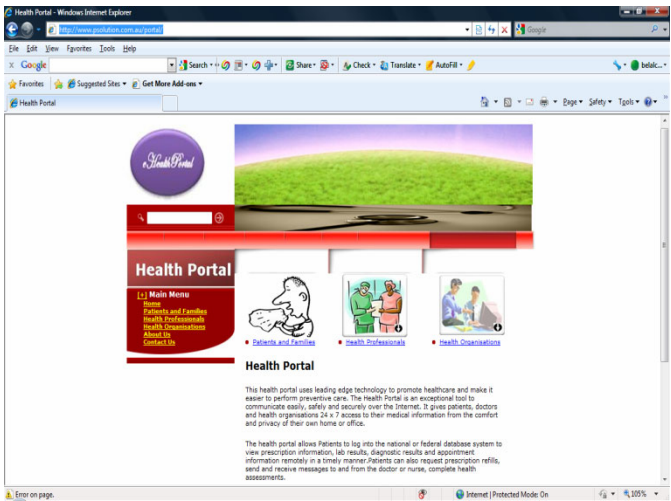 Health Portal - Windows Internet Explorer
http://www.psolution.com.au/portal/
Google
File Edit View Favorites Tools Help
x Google Search Share Check Translate AutoFill belaic...
Favorites Suggested Sites Get More Add-ons
Health Portal Page Safety Tools
eHealthPortal
Health Portal
[+] Main Menu
Home
Patients and Families
Health Professionals
Health Organisations
About Us
Contact Us
Patients and Families Health Professionals Health Organisations
Health Portal
This health portal uses leading edge technology to promote healthcare and make it
easier to perform preventive care. The Health Portal is an exceptional tool to
communicate easily, safely and securely over the Internet. It gives patients, doctors
and health organisations 24 x 7 access to their medical information from the comfort
and privacy of their own home or office.
The health portal allows Patients to log into the national or federal database system to
view prescription information, lab results, diagnostic results and appointment
information remotely in a timely manner.Patients can also request prescription refills,
send and receive messages to and from the doctor or nurse, complete health
assessments.
Error on page. Internet | Protected Mode: On 105%